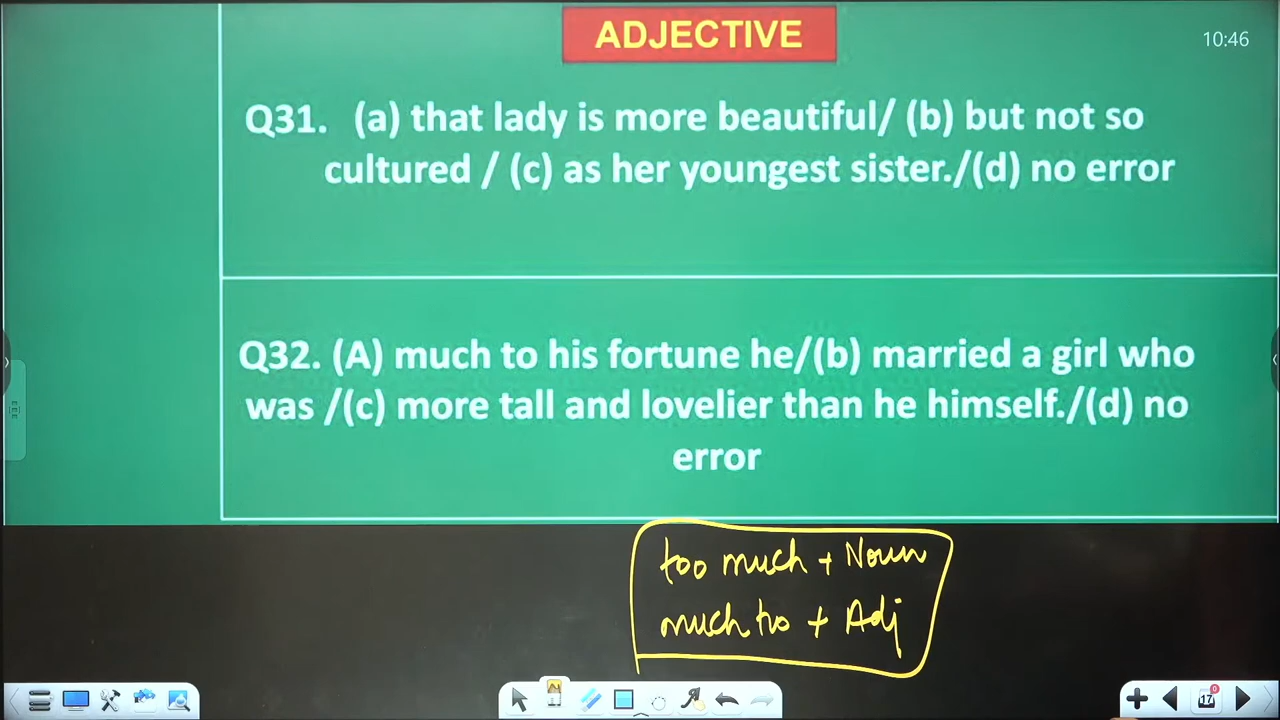 ADJECTIVE
10:46
Q31. (a) that lady is more beautiful/ (b) but not so
cultured / (c) as her youngest sister./(d) no error
Q32. (A) much to his fortune he/(b) married a girl who
was /(c) more tall and lovelier than he himself./(d) no
error
too much + Noun
much too + Adj
17